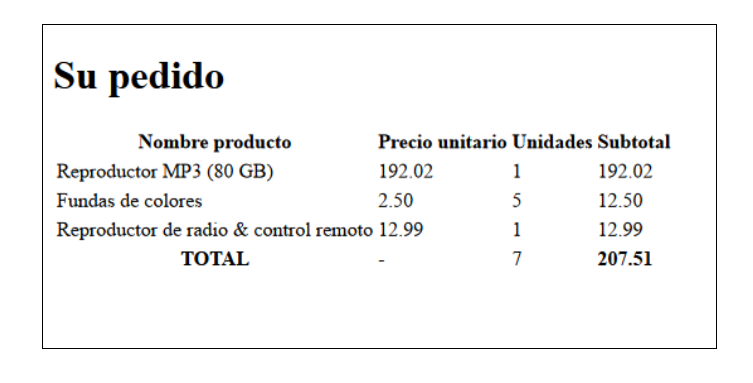 Su pedido
Nombre producto Precio unitario Unidades Subtotal
Reproductor MP3 (80 GB) 192.02 1 192.02
Fundas de colores 2.50 5 12.50
Reproductor de radio & control remoto 12.99 1 12.99
TOTAL - 7 207.51